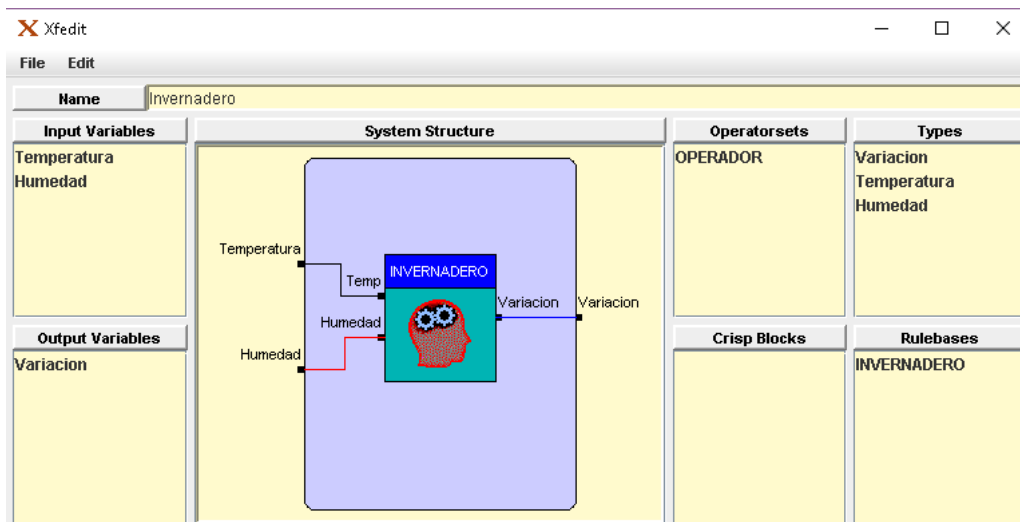 Xfedit
File Edit
Name Invernadero
Input Variables System Structure Operatorsets Types
Temperatura OPERADOR Variacion
Humedad Temperatura
Humedad
Temperatura
Temp INVERNADERO
Variacion Variacion
Humedad
Humedad
Output Variables Crisp Blocks Rulebases
Variacion INVERNADERO